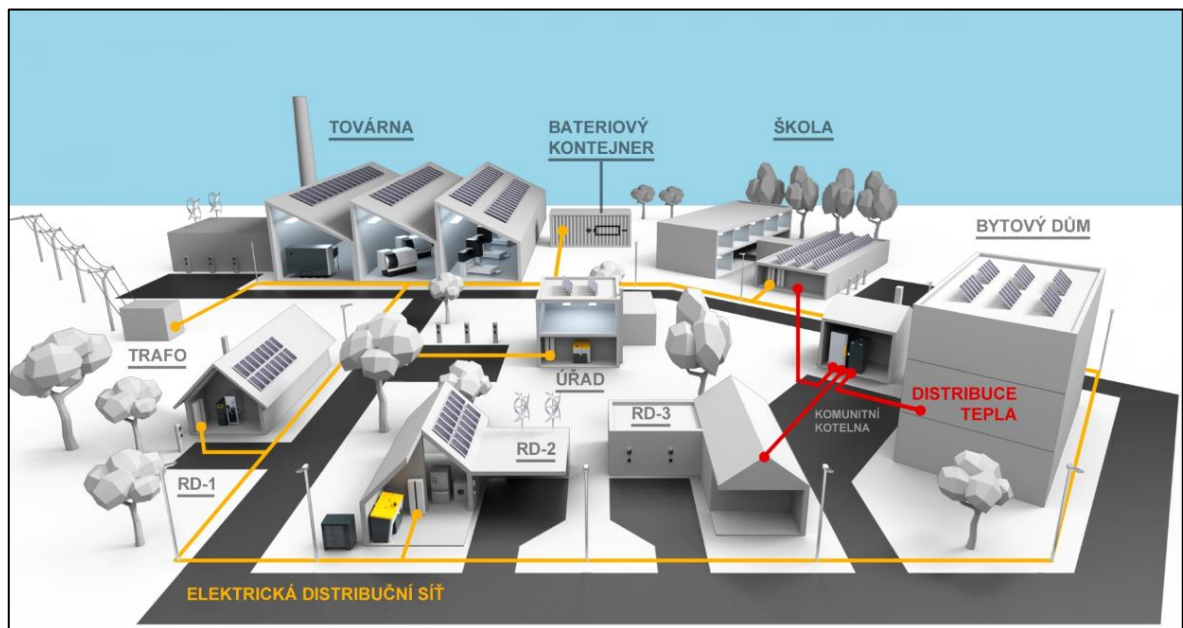 TOVÁRNA
BATERIOVÝ
KONTEJNER
ŠKOLA
BYTOVÝ DŮM
TRAFO
ÚŘAD
RD-3
DISTRIBUCE
TEPLA
KOMUNITNÍ
KOTELNA
RD-2
RD-1
ELEKTRICKÁ DISTRIBUČNÍ SÍŤ